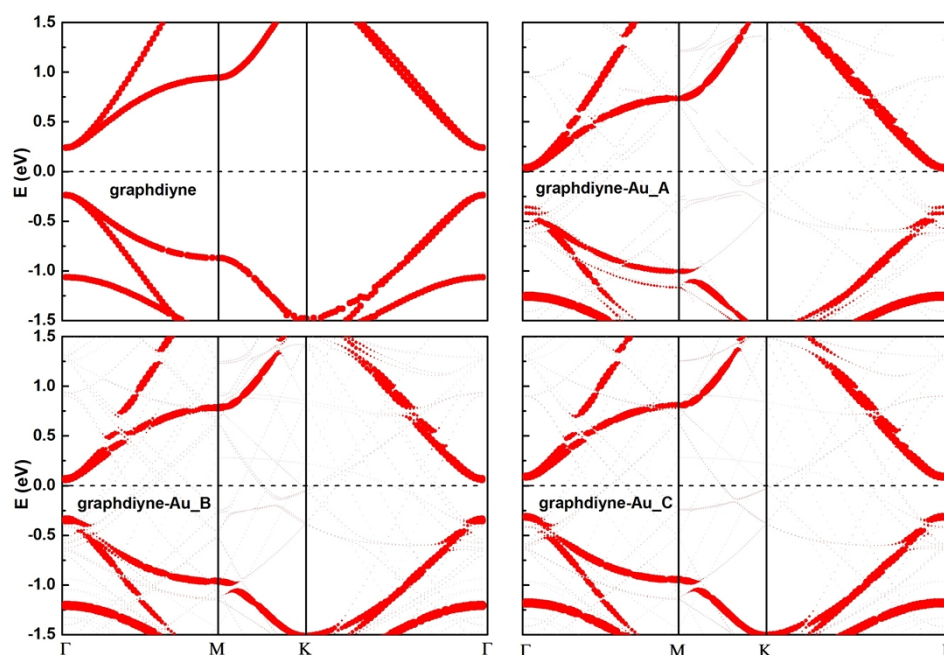 1.5
1.0
0.5
0.0
-0.5
-1.0
-1.5
E (eV)
graphdiyne
graphdiyne-Au_A
1.5
1.0
0.5
0.0
-0.5
-1.0
-1.5
E (eV)
graphdiyne-Au_B
graphdiyne-Au_C
Γ M K Γ Γ M K